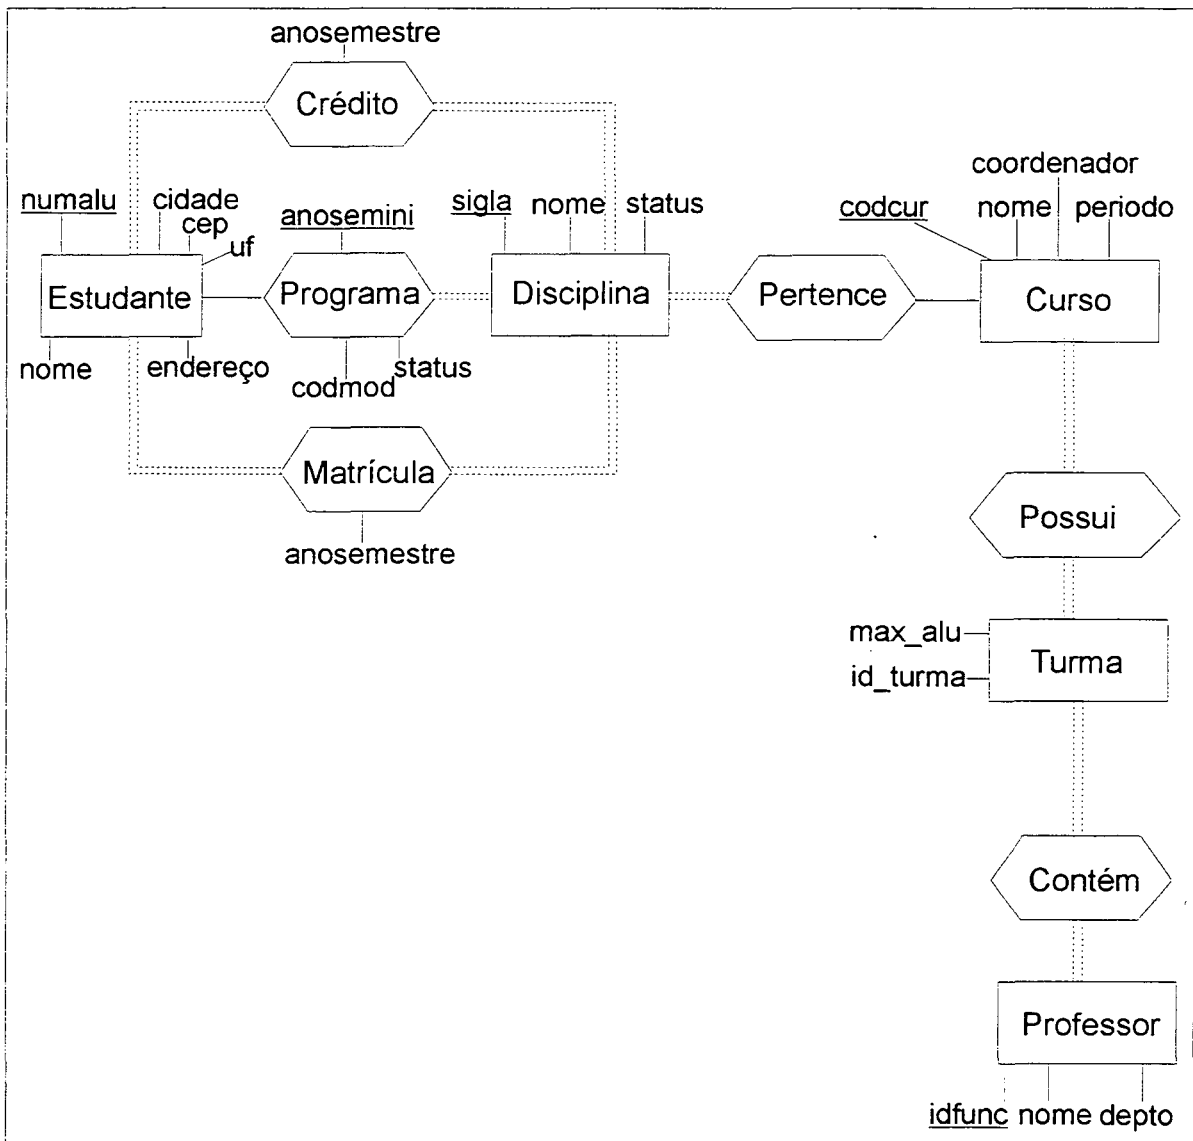 anosemestre
Crédito
coordenador
numalu cidade anosemini sigla nome status codcur nome periodo
cep
uf
Estudante Programa Disciplina Pertence Curso
nome endereço codmod status
Matrícula
Possui
anosemestre
max_alu
Turma
id_turma
Contém
Professor
idfunc nome depto